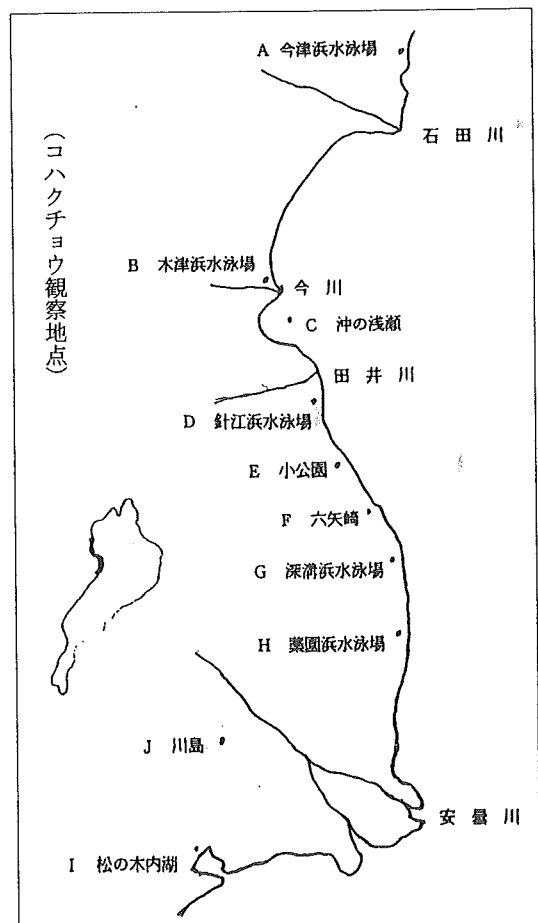 (コハクチョウ観察地点)
A 今津浜水泳場
石田川
B 木津浜水泳場
今川
C 沖の浅瀬
田井川
D 針江浜水泳場
E 小公園
F 六矢崎
G 深溝浜水泳場
H 藁園浜水泳場
J 川島
安曇川
I 松の木内湖